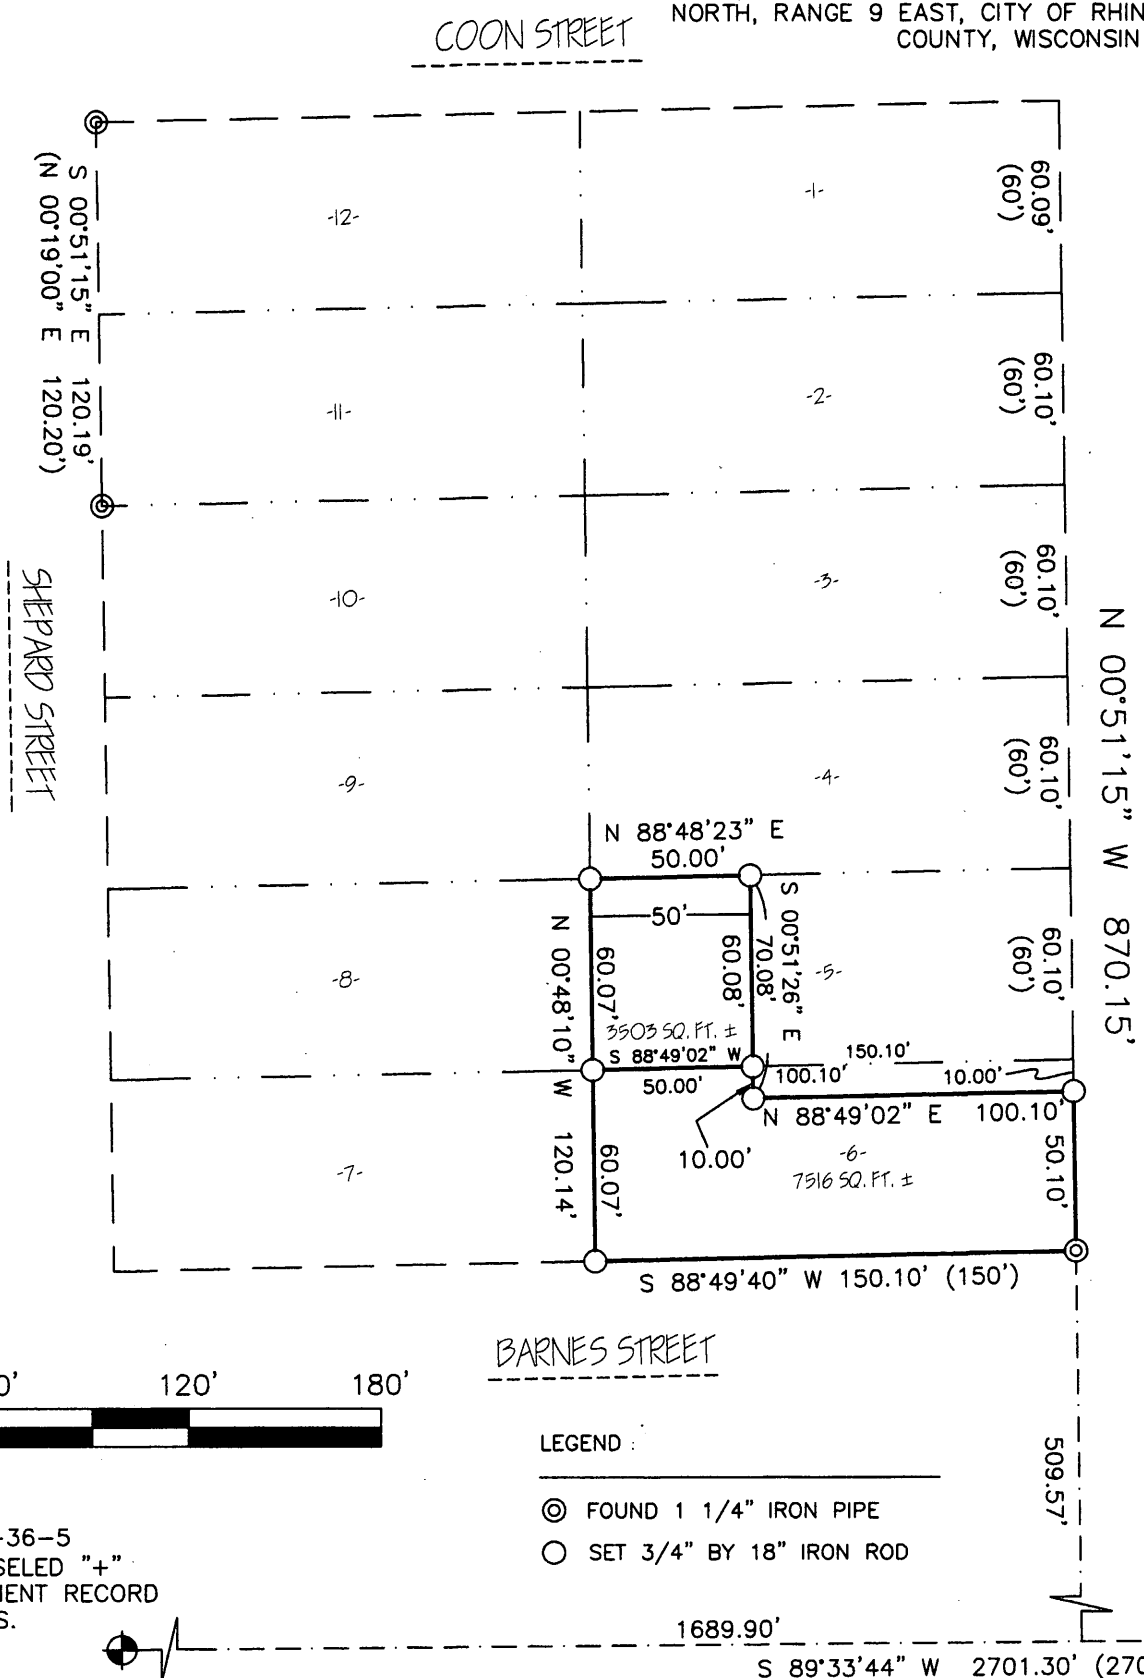 NORTH, RANGE 9 EAST, CITY OF RHIN
COUNTY, WISCONSIN
COON STREET
S 00°51'15" E 120.19'
(N 00°19'00" E 120.20')
-12-
-1-
60.09'
(60')
-11-
-2-
60.10'
(60')
SHEPARD STREET
-10-
-3-
60.10'
(60')
N 00°51'15" W 870.15'
-9-
-4-
60.10'
(60')
N 88°48'23" E
50.00'
50'
S 00°51'26" E
70.08'
60.08'
N 00°48'10" W 120.14'
60.07'
-8-
-5-
60.10'
(60')
3503 SQ. FT. ±
S 88°49'02" W
50.00'
150.10'
100.10'
10.00'
N 88°49'02" E 100.10'
10.00'
-7-
60.07'
-6-
7516 SQ. FT. ±
50.10'
S 88°49'40" W 150.10' (150')
BARNES STREET
0' 120' 180'
LEGEND :
FOUND 1 1/4" IRON PIPE
SET 3/4" BY 18" IRON ROD
509.57'
-36-5
SELED "+"
MENT RECORD
S.
1689.90'
S 89°33'44" W 2701.30' (270